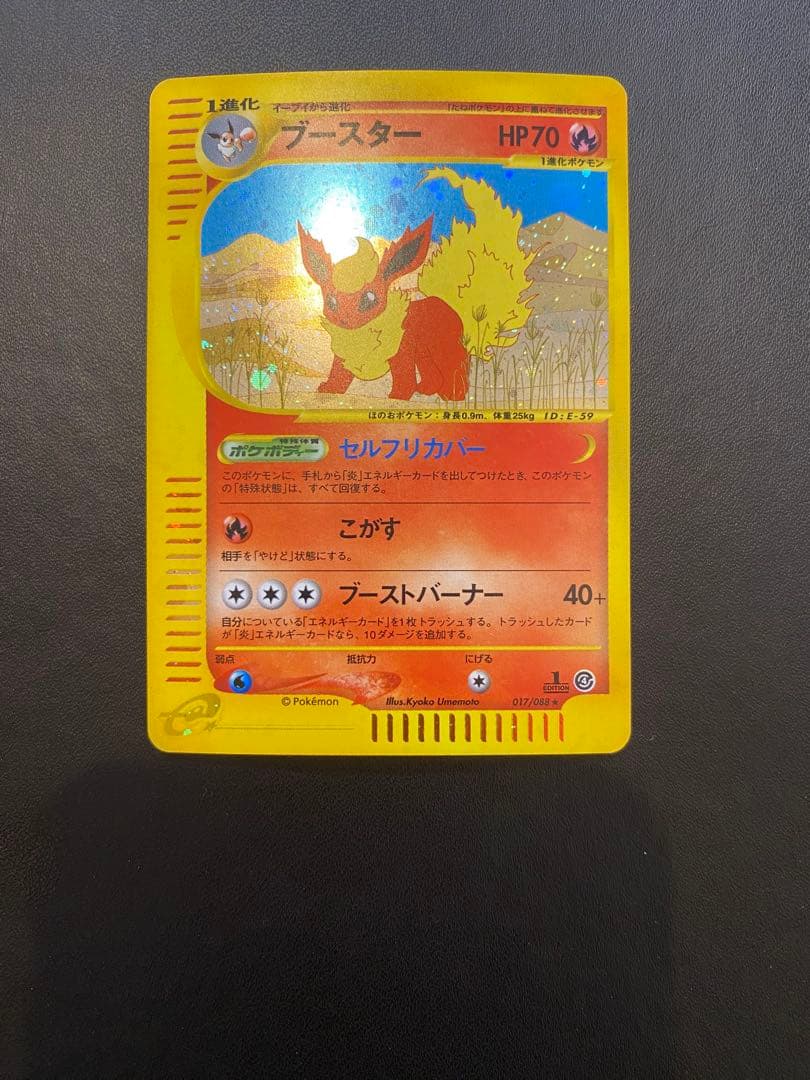 1進化 イーブイから進化 「たねポケモン」の上に重ねて進化させます
ブースター HP70
1進化ポケモン
ほのおポケモン：身長0.9m、体重25kg ID:E-59
特殊体質
ポケボディー セルフリカバー
このポケモンに、手札から「炎」エネルギーカードを出してつけたとき、このポケモン
の「特殊状態」は、すべて回復する。
こがす
相手を「やけど」状態にする。
ブーストバーナー 40+
自分についている「エネルギーカード」を1枚トラッシュする。トラッシュしたカード
が「炎」エネルギーカードなら、10ダメージを追加する。
弱点 抵抗力 にげる
1
EDITION
© Pokémon Illus.Kyoko Umemoto 017/088★